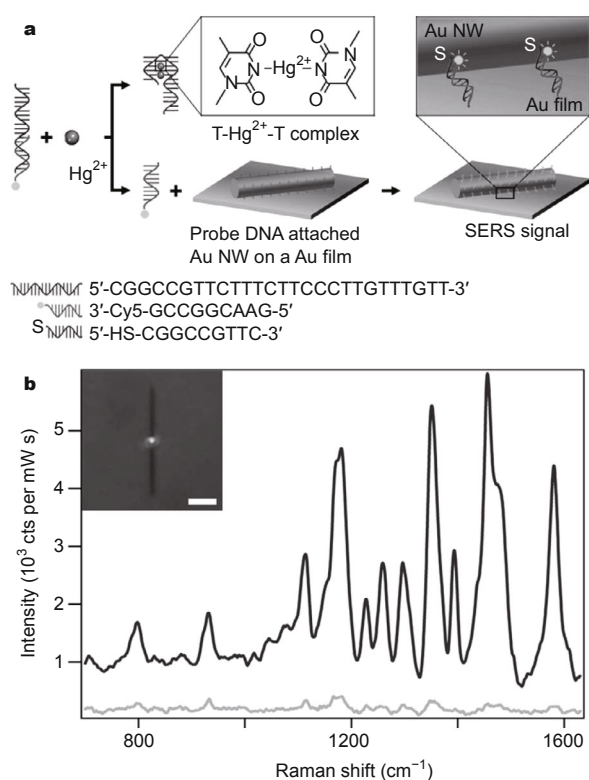 a
Au NW
S
S
Au film
N–Hg2+–N
O
O
N
O
N
O
T-Hg2+-T complex
+
Hg2+
+
Probe DNA attached
Au NW on a Au film
SERS signal
5′-CGGCCGTTCTTTCTTCCCTTGTTTGTT-3′
3′-Cy5-GCCGGCAAG-5′
S
5′-HS-CGGCCGTTC-3′
b
Intensity (10³ cts per mW s)
5
4
3
2
1
800
1200
1600
Raman shift (cm⁻¹)